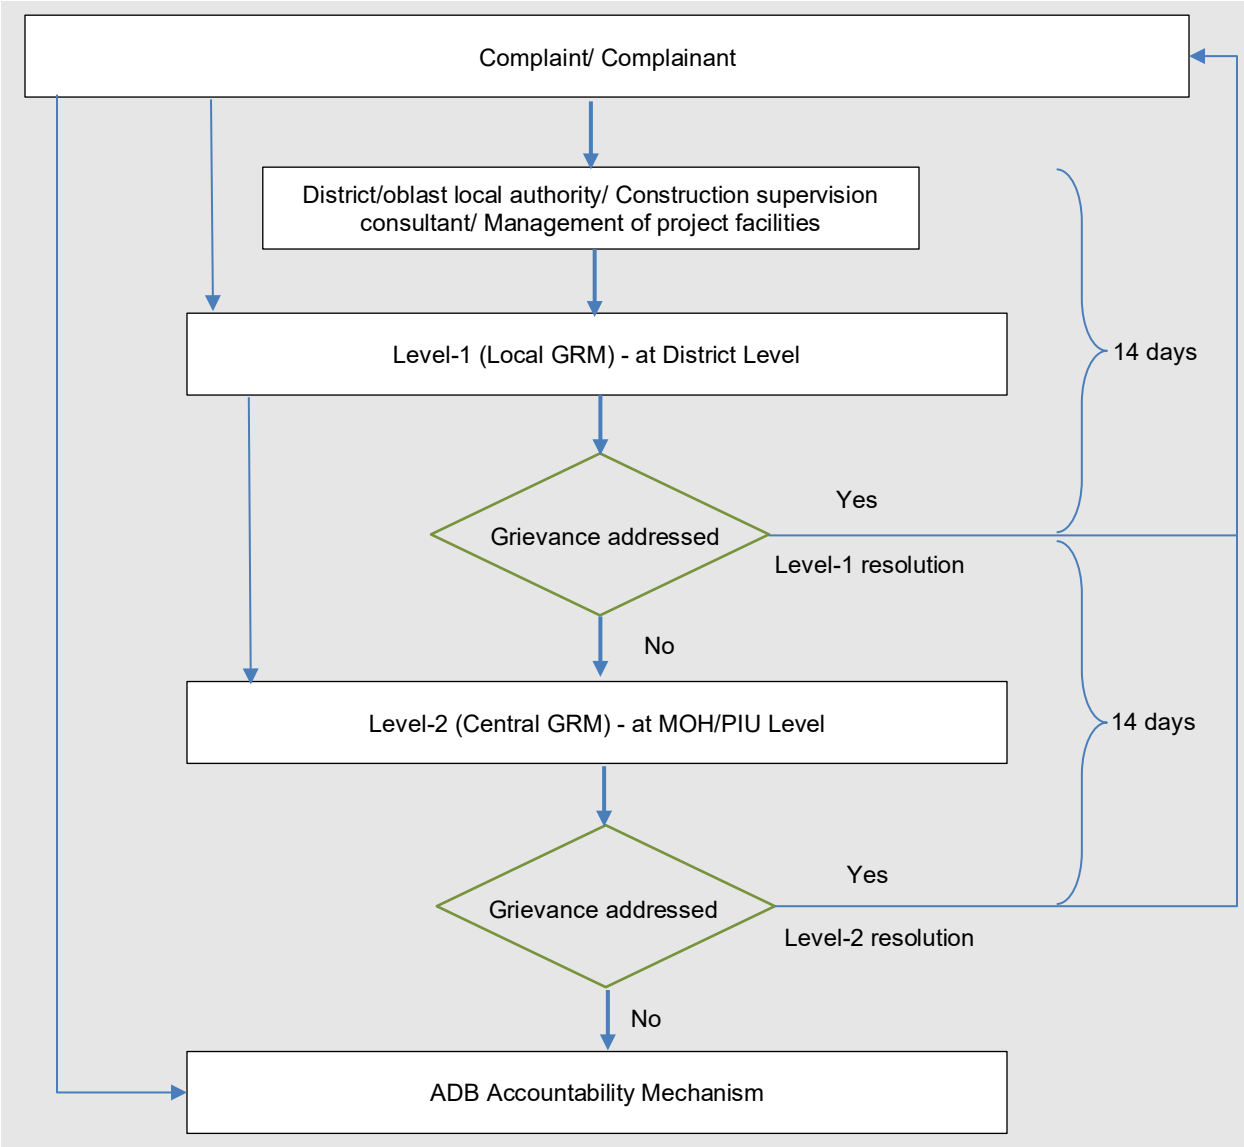 Complaint/ Complainant
District/oblast local authority/ Construction supervision
consultant/ Management of project facilities
Level-1 (Local GRM) - at District Level
14 days
Yes
Grievance addressed
Level-1 resolution
No
Level-2 (Central GRM) - at MOH/PIU Level
14 days
Yes
Grievance addressed
Level-2 resolution
No
ADB Accountability Mechanism